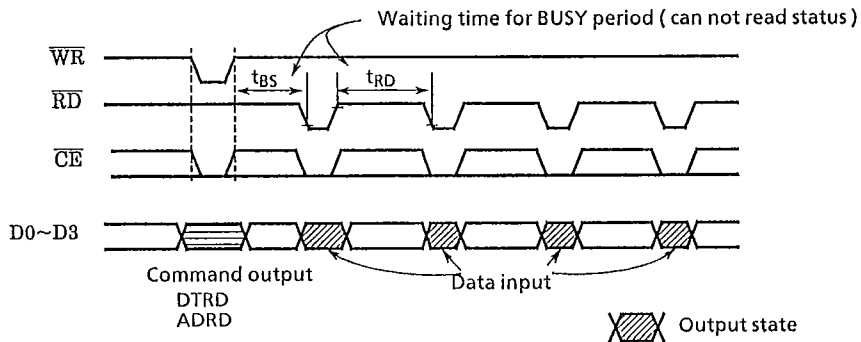 Waiting time for BUSY period ( can not read status )
WR
tBS
tRD
RD
CE
D0~D3
Command output
DTRD
ADRD
Data input
Output state